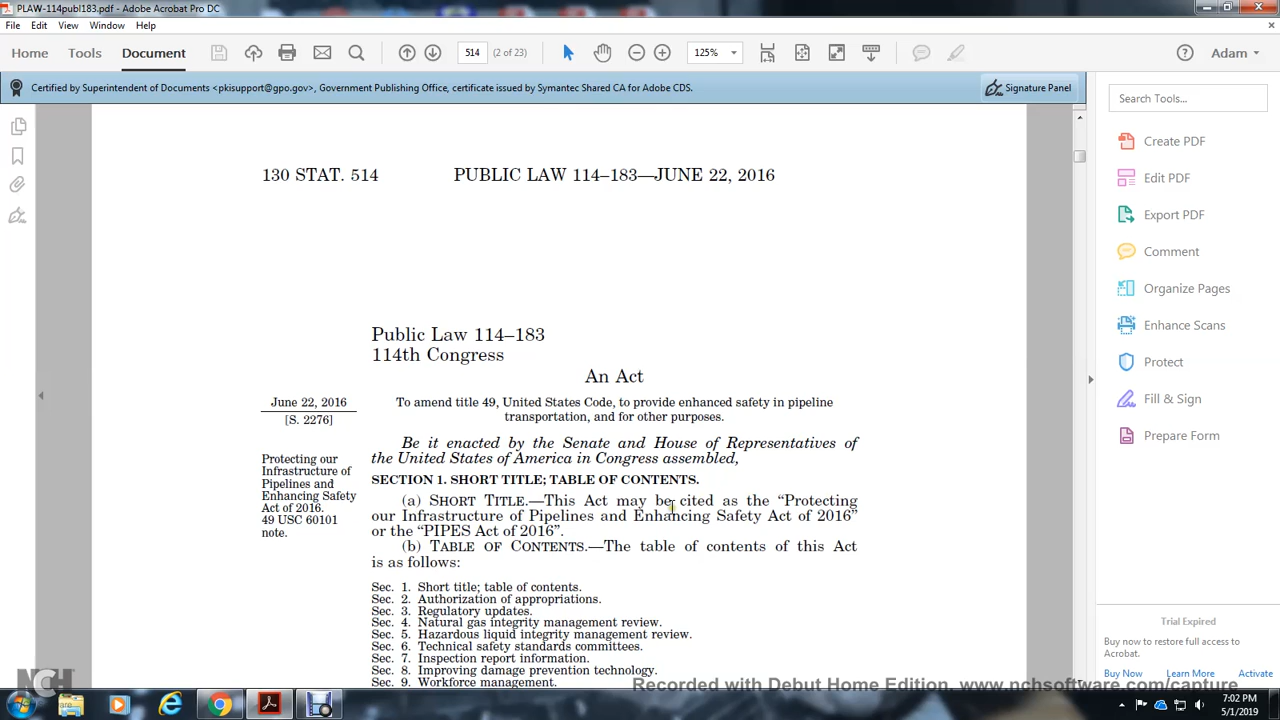 PLAW-114publ183.pdf - Adobe Acrobat Pro DC
File Edit View Window Help
Home Tools Document 514 (2 of 23) 125% Adam
Certified by Superintendent of Documents <pkisupport@gpo.gov>, Government Publishing Office, certificate issued by Symantec Shared CA for Adobe CDS.
Signature Panel
130 STAT. 514 PUBLIC LAW 114–183—JUNE 22, 2016
Public Law 114–183
114th Congress
An Act
June 22, 2016
[S. 2276]
To amend title 49, United States Code, to provide enhanced safety in pipeline
transportation, and for other purposes.
Be it enacted by the Senate and House of Representatives of
the United States of America in Congress assembled,
Protecting our
Infrastructure of
Pipelines and
Enhancing Safety
Act of 2016.
49 USC 60101
note.
SECTION 1. SHORT TITLE; TABLE OF CONTENTS.
(a) SHORT TITLE.—This Act may be cited as the “Protecting
our Infrastructure of Pipelines and Enhancing Safety Act of 2016”
or the “PIPES Act of 2016”.
(b) TABLE OF CONTENTS.—The table of contents of this Act
is as follows:
Sec. 1. Short title; table of contents.
Sec. 2. Authorization of appropriations.
Sec. 3. Regulatory updates.
Sec. 4. Natural gas integrity management review.
Sec. 5. Hazardous liquid integrity management review.
Sec. 6. Technical safety standards committees.
Sec. 7. Inspection report information.
Sec. 8. Improving damage prevention technology.
Sec. 9. Workforce management.
Search Tools...
Create PDF
Edit PDF
Export PDF
Comment
Organize Pages
Enhance Scans
Protect
Fill & Sign
Prepare Form
Trial Expired
Buy now to restore full access to
Acrobat.
Buy Now Learn More Activate
NCH
Recorded with Debut Home Edition. www.nchsoftware.com/capture
7:02 PM
5/1/2019